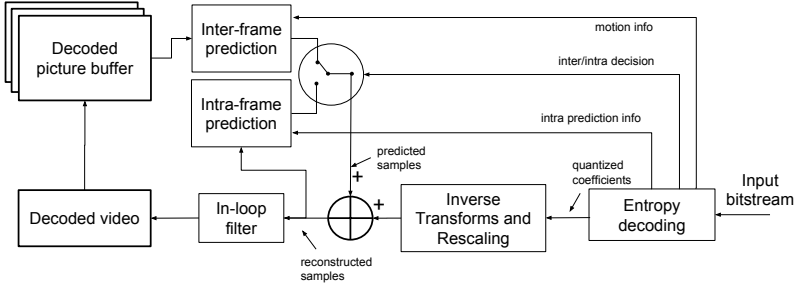 Decoded
picture buffer
Inter-frame
prediction
motion info
inter/intra decision
Intra-frame
prediction
intra prediction info
predicted
samples
+
quantized
coefficients
Input
bitstream
Decoded video
In-loop
filter
+
Inverse
Transforms and
Rescaling
Entropy
decoding
reconstructed
samples